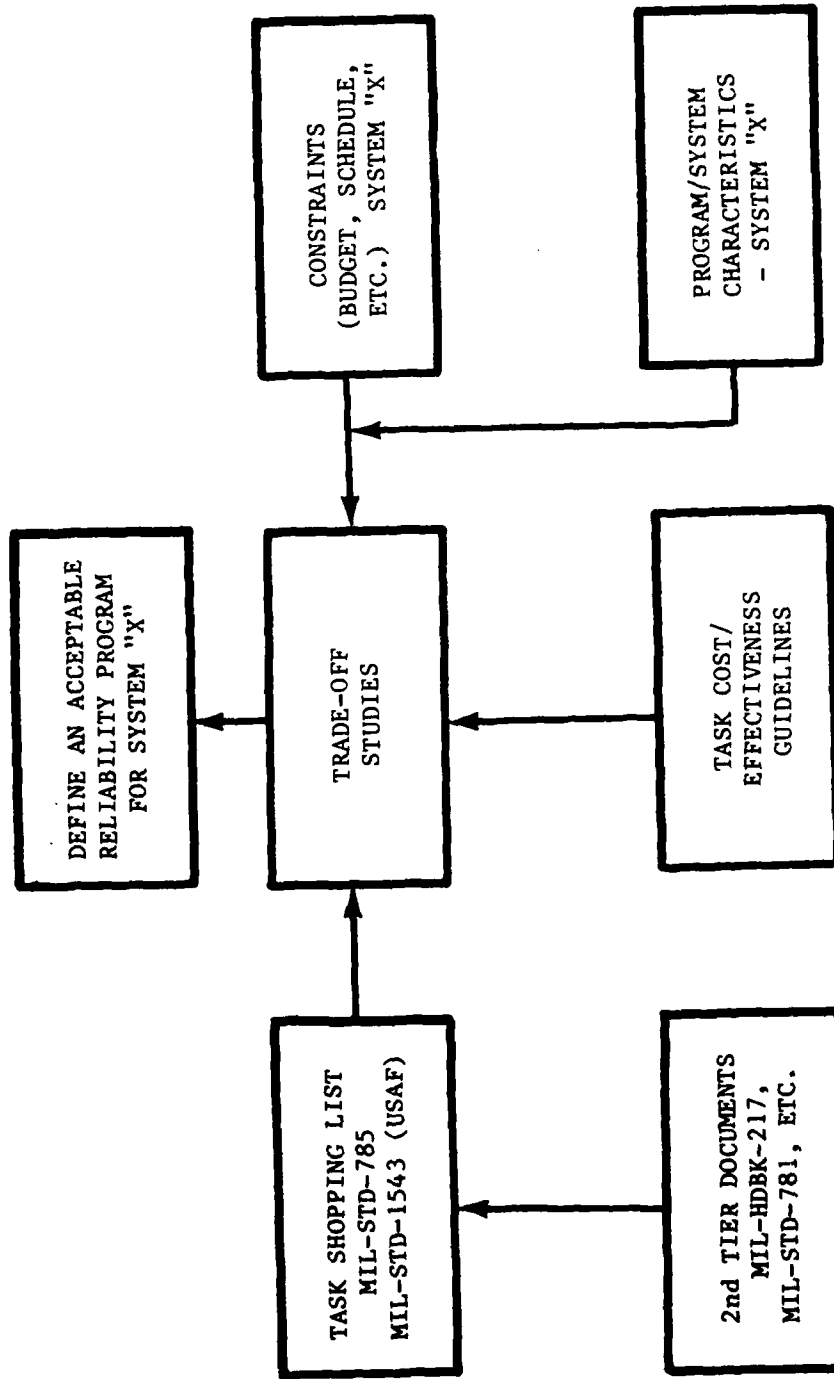 DEFINE AN ACCEPTABLE
RELIABILITY PROGRAM
FOR SYSTEM "X"
TASK SHOPPING LIST
MIL-STD-785
MIL-STD-1543 (USAF)
TRADE-OFF
STUDIES
CONSTRAINTS
(BUDGET, SCHEDULE,
ETC.) SYSTEM "X"
2nd TIER DOCUMENTS
MIL-HDBK-217,
MIL-STD-781, ETC.
TASK COST/
EFFECTIVENESS
GUIDELINES
PROGRAM/SYSTEM
CHARACTERISTICS
- SYSTEM "X"